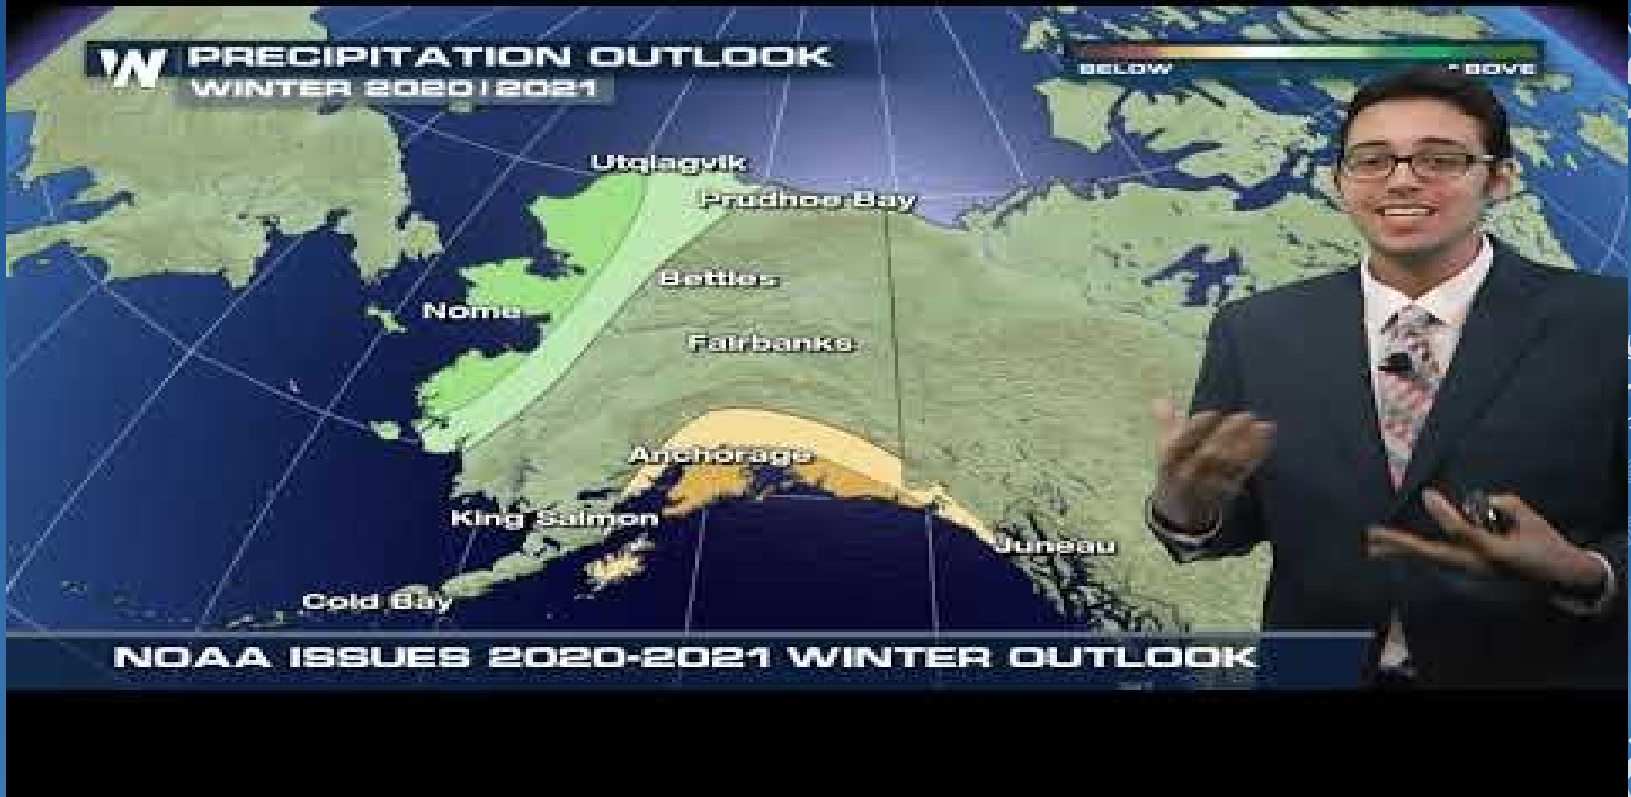 W PRECIPITATION OUTLOOK
WINTER 2020|2021
BELOW
BOVE
Utqiagvik
Prudhoe Bay
Bettles
Nome
Fairbanks
Anchorage
King Salmon
Juneau
Cold Bay
NOAA ISSUES 2020-2021 WINTER OUTLOOK